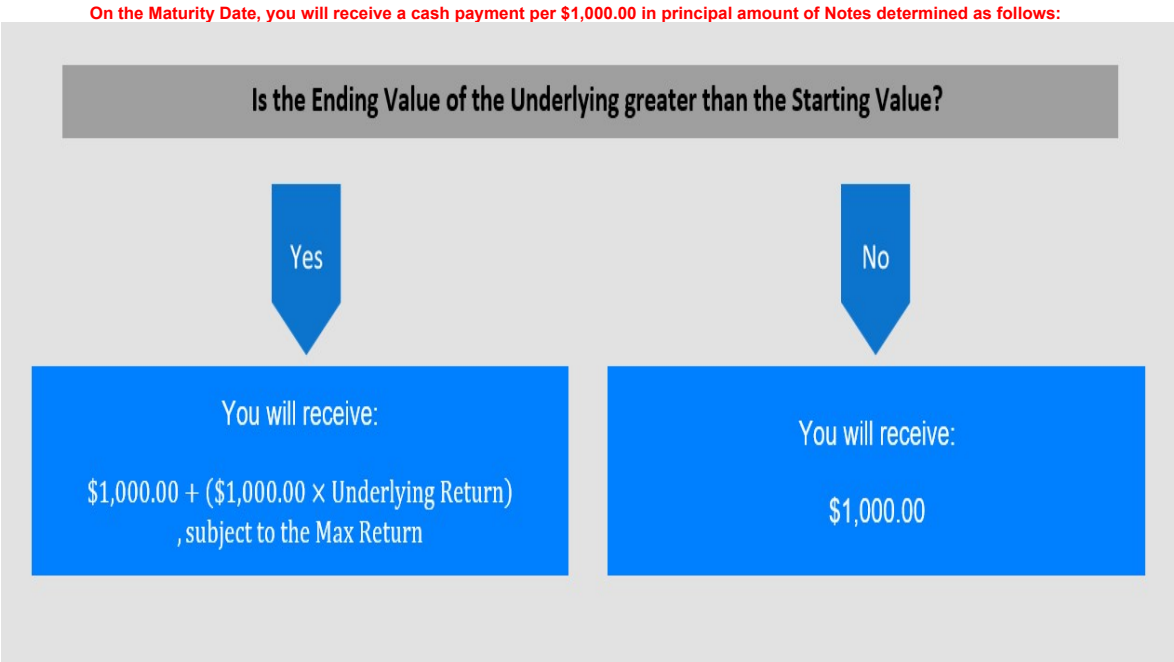 On the Maturity Date, you will receive a cash payment per $1,000.00 in principal amount of Notes determined as follows:
Is the Ending Value of the Underlying greater than the Starting Value?
Yes
No
You will receive:
$1,000.00 + ($1,000.00 × Underlying Return)
, subject to the Max Return
You will receive:
$1,000.00